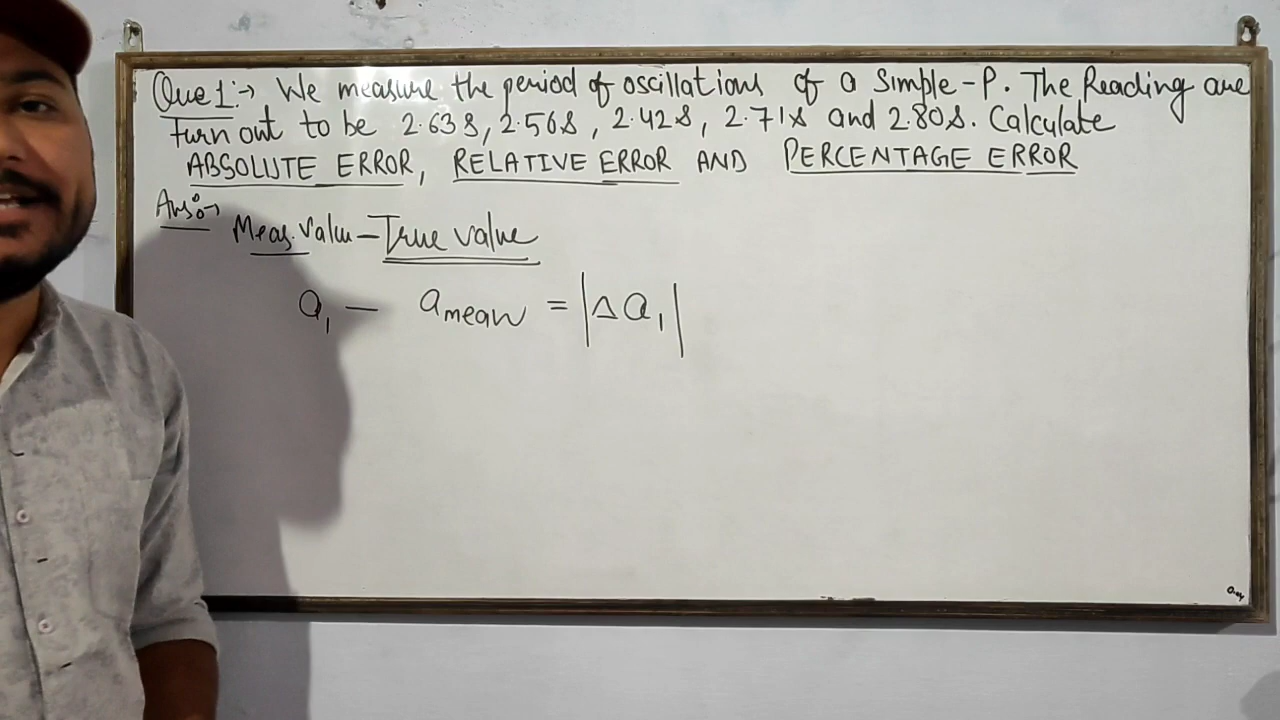 Que 1:→ We measure the period of oscillations of a Simple-P. The Reading are
turn out to be 2.63s, 2.56s, 2.42s, 2.71s and 2.80s. Calculate
ABSOLUTE ERROR, RELATIVE ERROR AND PERCENTAGE ERROR
Ans:→
Meas. Value – True value
a₁ — amean = |Δa₁|